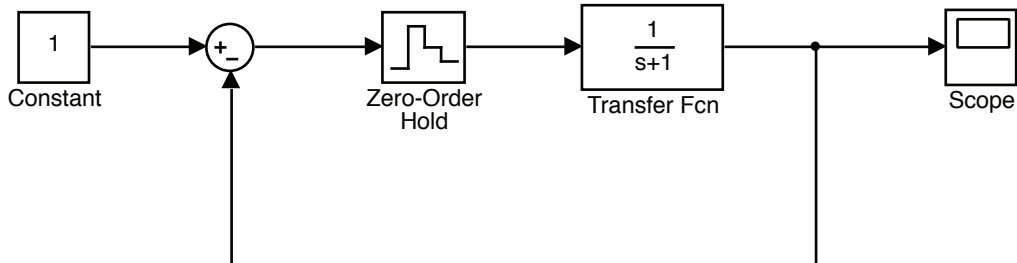 1
Constant
+
−
Zero-Order
Hold
1
s+1
Transfer Fcn
Scope